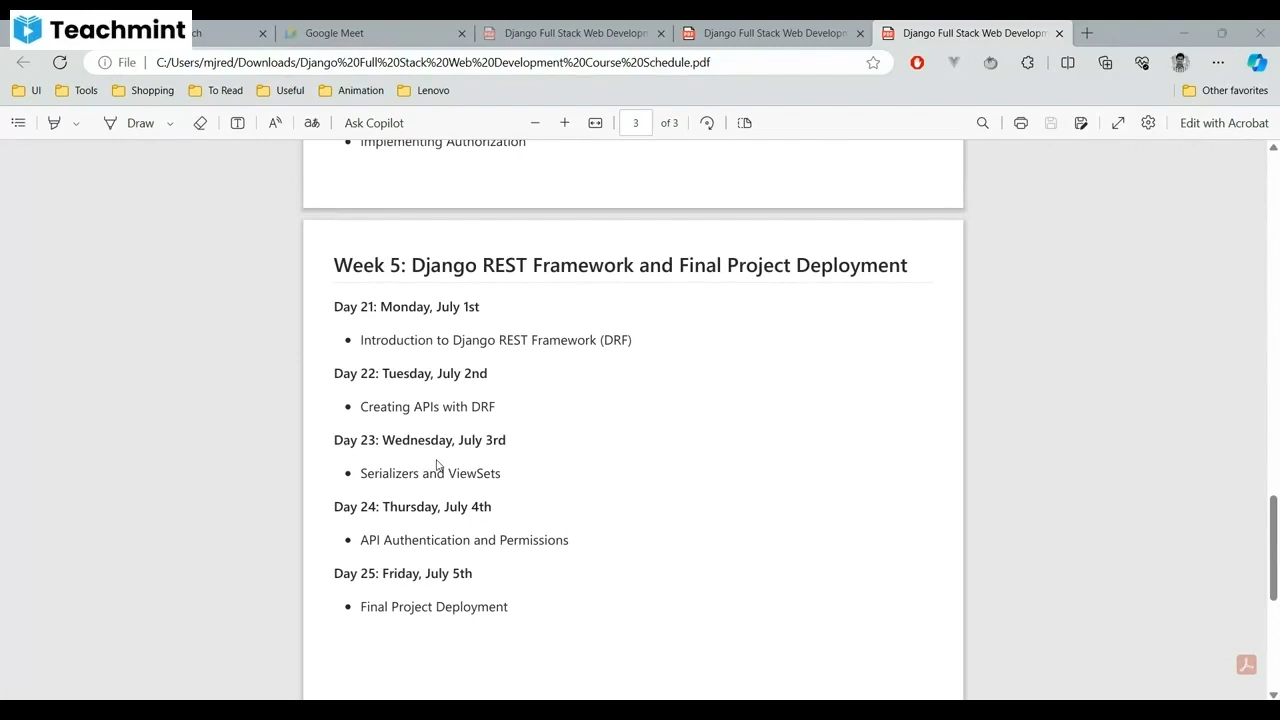 Teachmint
ch
Google Meet
Django Full Stack Web Developm
Django Full Stack Web Developm
Django Full Stack Web Developm
File
C:/Users/mjred/Downloads/Django%20Full%20Stack%20Web%20Development%20Course%20Schedule.pdf
UI
Tools
Shopping
To Read
Useful
Animation
Lenovo
Other favorites
Draw
Ask Copilot
3 of 3
Edit with Acrobat
Implementing Authorization
Week 5: Django REST Framework and Final Project Deployment
Day 21: Monday, July 1st
• Introduction to Django REST Framework (DRF)
Day 22: Tuesday, July 2nd
• Creating APIs with DRF
Day 23: Wednesday, July 3rd
• Serializers and ViewSets
Day 24: Thursday, July 4th
• API Authentication and Permissions
Day 25: Friday, July 5th
• Final Project Deployment